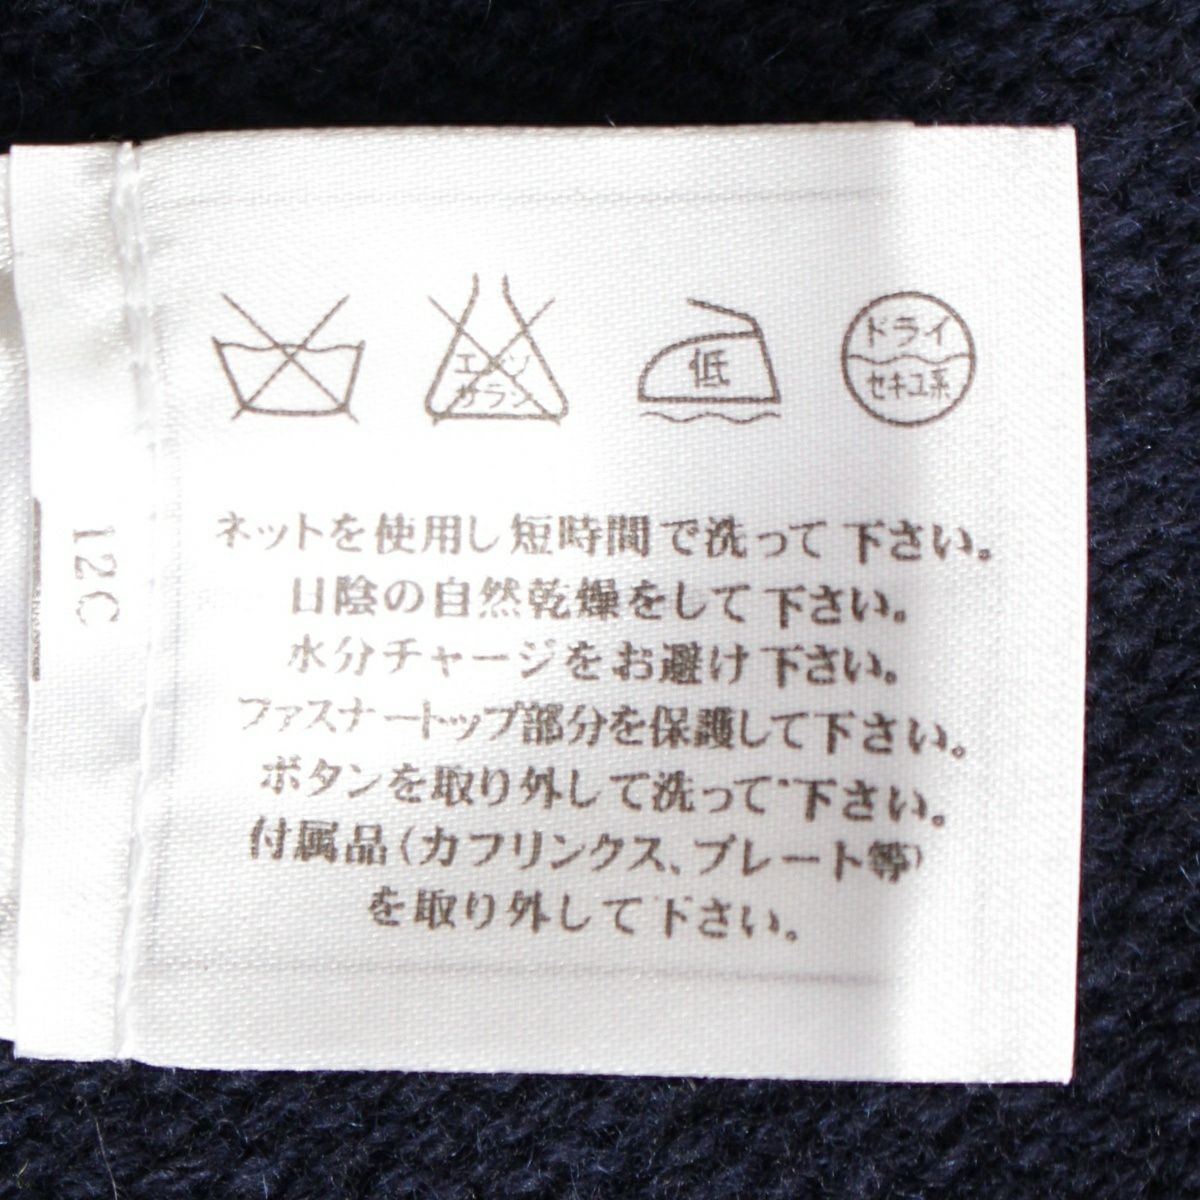 エンソ
サラシ
低
ドライ
セキユ系
ネットを使用し短時間で洗って下さい。
日陰の自然乾燥をして下さい。
水分チャージをお避け下さい。
ファスナートップ部分を保護して下さい。
ボタンを取り外して洗って下さい。
付属品(カフリンクス、プレート等)
を取り外して下さい。
12C